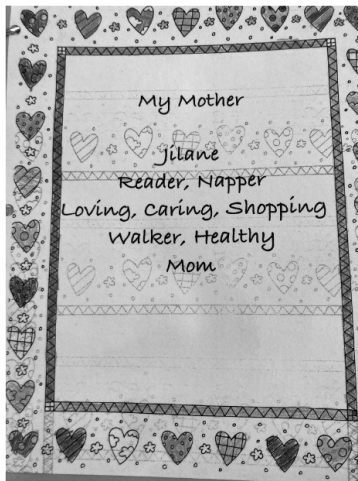 My Mother
Jilane
Reader, Napper
Loving, Caring, Shopping
Walker, Healthy
Mom